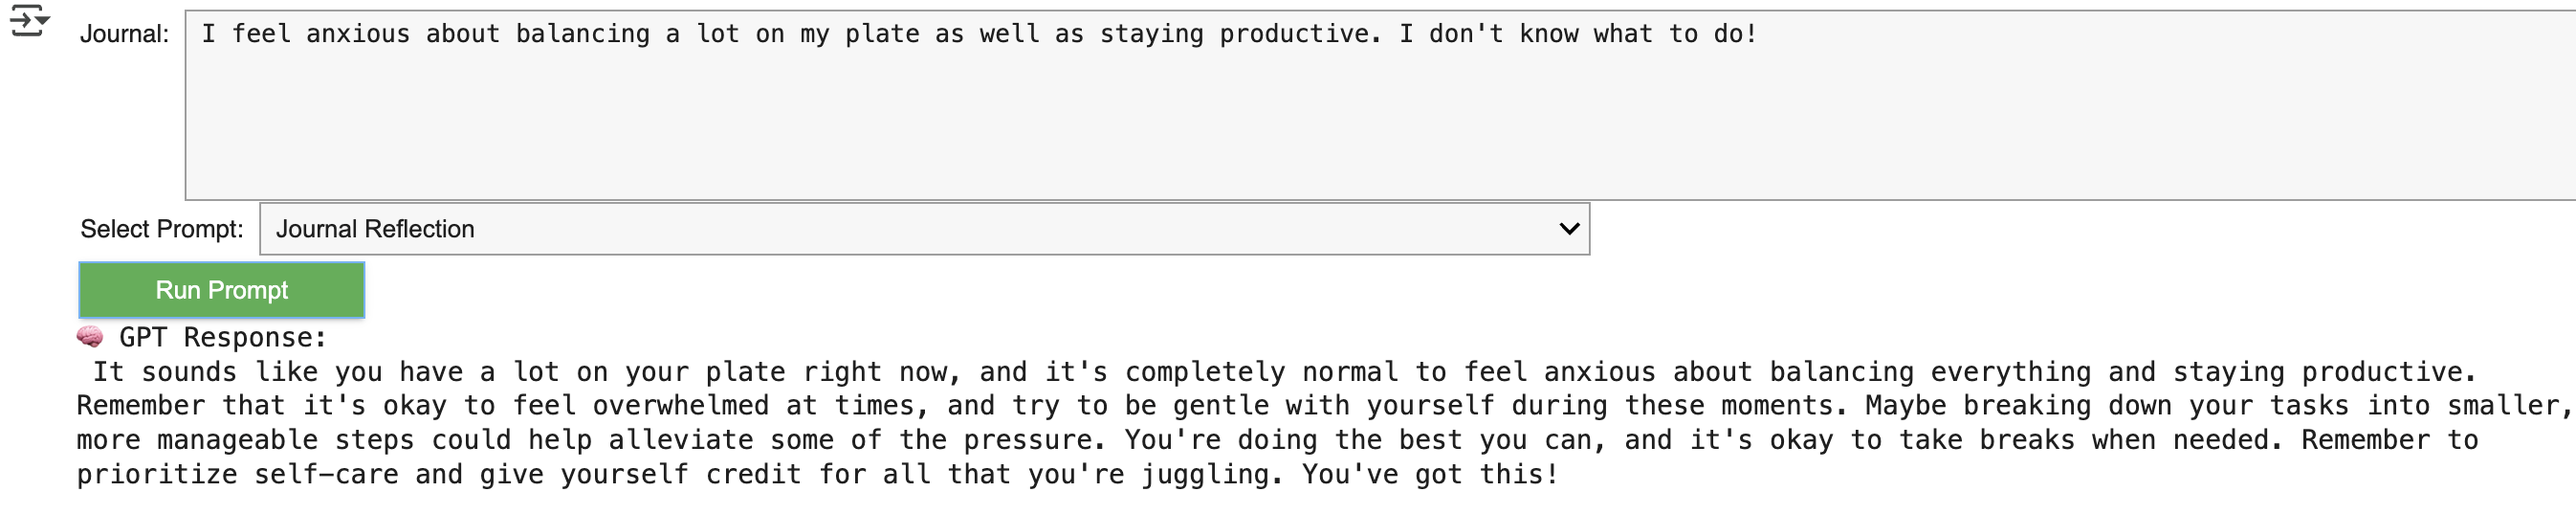 Journal: I feel anxious about balancing a lot on my plate as well as staying productive. I don't know what to do!
Select Prompt: Journal Reflection
Run Prompt
🧠 GPT Response:
It sounds like you have a lot on your plate right now, and it's completely normal to feel anxious about balancing everything and staying productive.
Remember that it's okay to feel overwhelmed at times, and try to be gentle with yourself during these moments. Maybe breaking down your tasks into smaller,
more manageable steps could help alleviate some of the pressure. You're doing the best you can, and it's okay to take breaks when needed. Remember to
prioritize self-care and give yourself credit for all that you're juggling. You've got this!